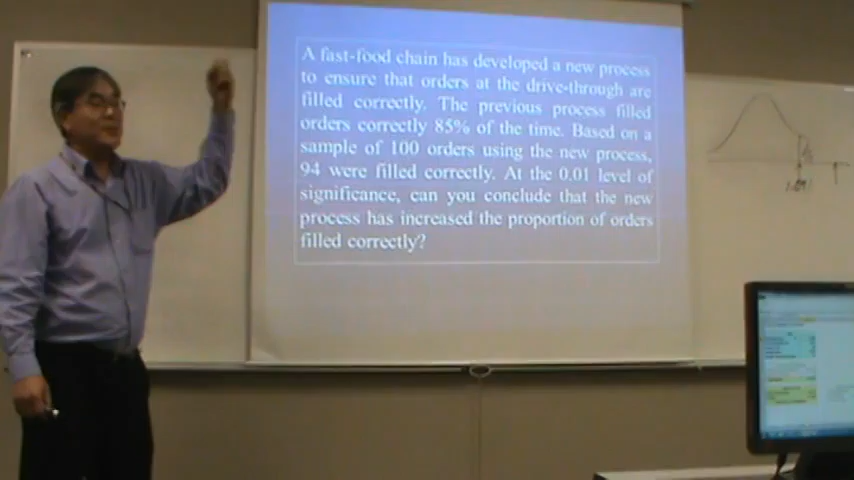 A fast-food chain has developed a new process
to ensure that orders at the drive-through are
filled correctly. The previous process filled
orders correctly 85% of the time. Based on a
sample of 100 orders using the new process,
94 were filled correctly. At the 0.01 level of
significance, can you conclude that the new
process has increased the proportion of orders
filled correctly?